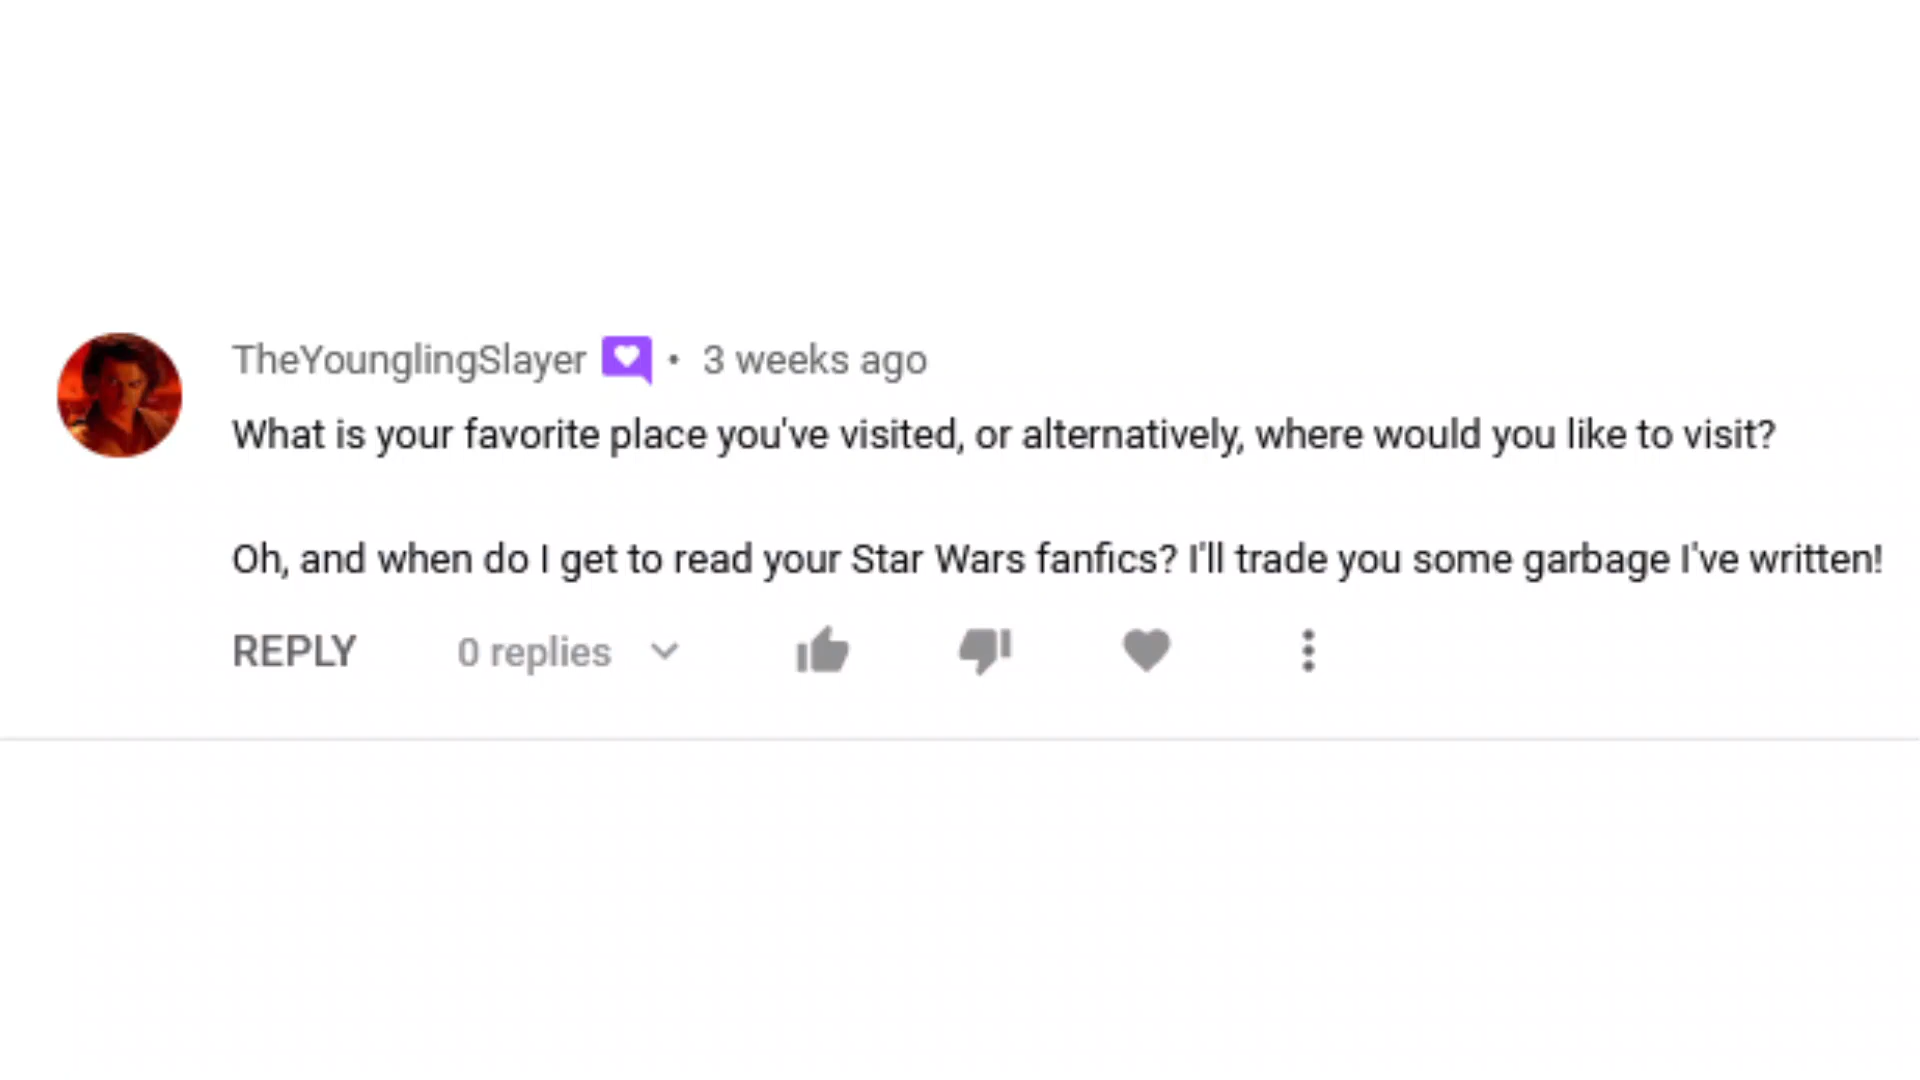 TheYounglingSlayer • 3 weeks ago
What is your favorite place you've visited, or alternatively, where would you like to visit?
Oh, and when do I get to read your Star Wars fanfics? I'll trade you some garbage I've written!
REPLY 0 replies